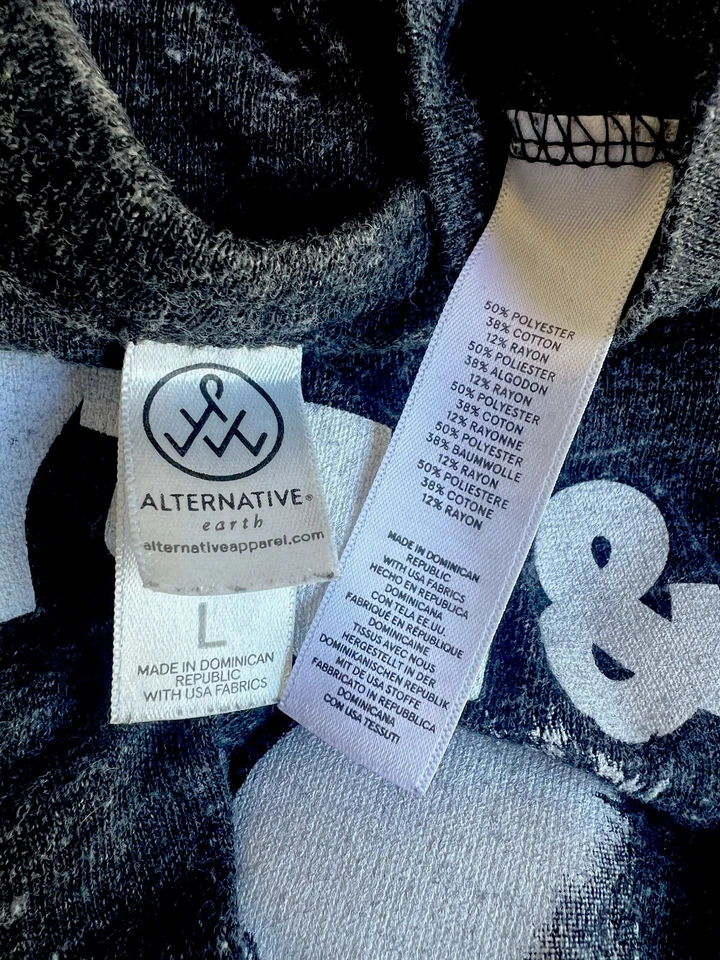 ALTERNATIVE®
earth
alternativeapparel.com
L
MADE IN DOMINICAN
REPUBLIC
WITH USA FABRICS
50% POLYESTER
38% COTTON
12% RAYON
50% POLIESTER
38% ALGODON
12% RAYON
50% POLYESTER
38% COTON
12% RAYONNE
50% POLYESTER
38% BAUMWOLLE
12% RAYON
50% POLIESTERE
38% COTONE
12% RAYON
MADE IN DOMINICAN
REPUBLIC
WITH USA FABRICS
HECHO EN REPUBLICA
DOMINICANA
CON TELA EE.UU.
FABRIQUÉ EN RÉPUBLIQUE
DOMINICAINE
TISSUS AVEC NOUS
HERGESTELLT IN DER
DOMINIKANISCHEN REPUBLIK
MIT DE USA STOFFE
FABBRICATO IN REPUBBLICA
DOMINICANA
CON USA TESSUTI
&